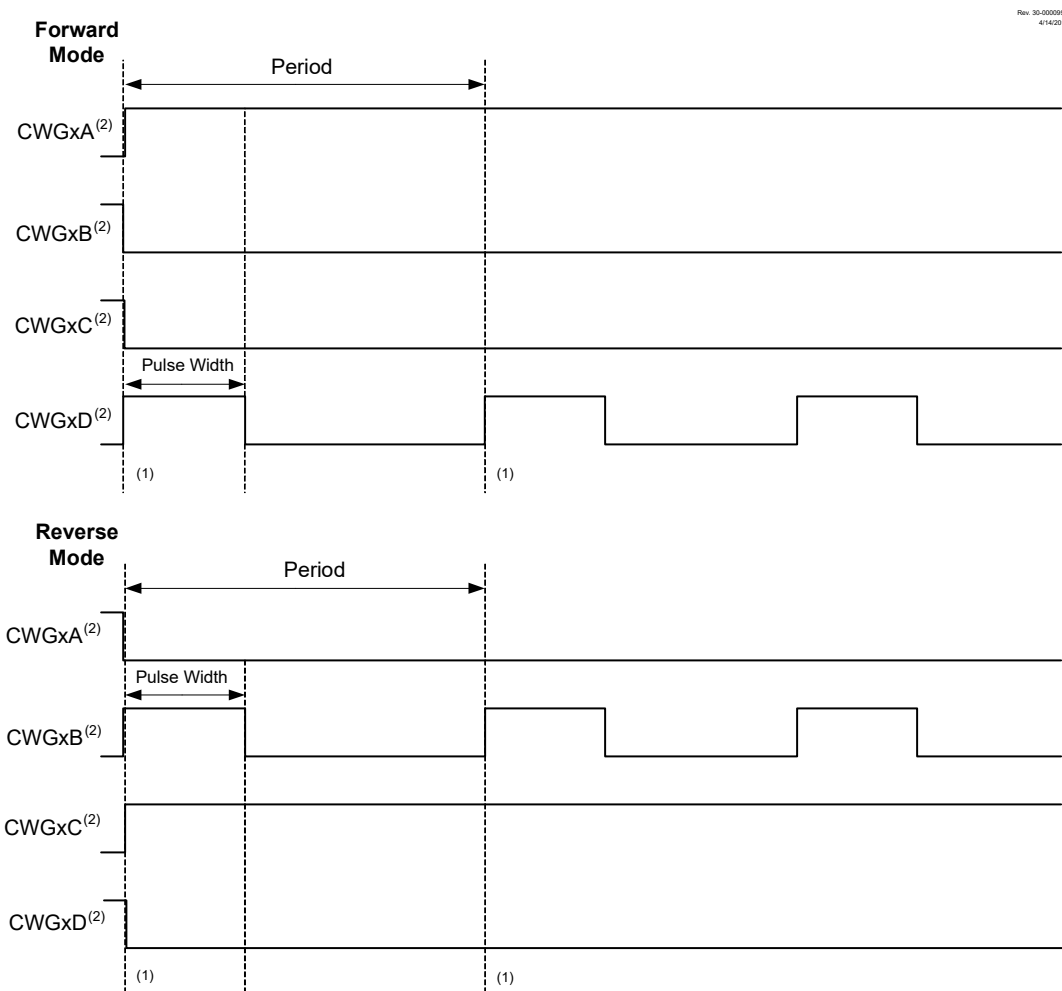 Rev. 30-000099
4/14/20
Forward
Mode
Period
CWGxA(2)
CWGxB(2)
CWGxC(2)
Pulse Width
CWGxD(2)
(1) (1)
Reverse
Mode
Period
CWGxA(2)
Pulse Width
CWGxB(2)
CWGxC(2)
CWGxD(2)
(1) (1)